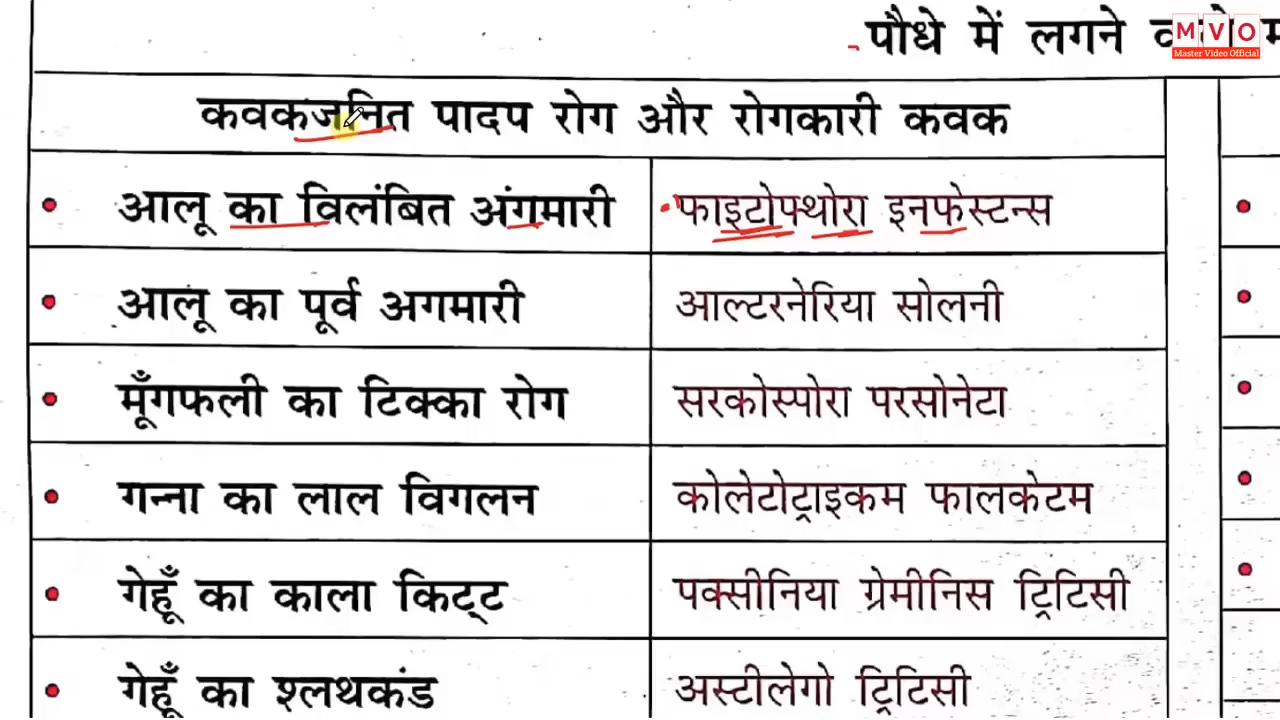 पौधे में लगने
M V O
Master Video Official
कवकजनित पादप रोग और रोगकारी कवक
• आलू का विलंबित अंगमारी फाइटोफ्थोरा इनफेस्टन्स
• आलू का पूर्व अगमारी आल्टरनेरिया सोलनी
• मूँगफली का टिक्का रोग सरकोस्पोरा परसोनेटा
• गन्ना का लाल विगलन कोलेटोट्राइकम फालकेटम
• गेहूँ का काला किट्ट पक्सीनिया ग्रेमीनिस ट्रिटिसी
• गेहूँ का श्लथकंड अस्टीलेगो ट्रिटिसी